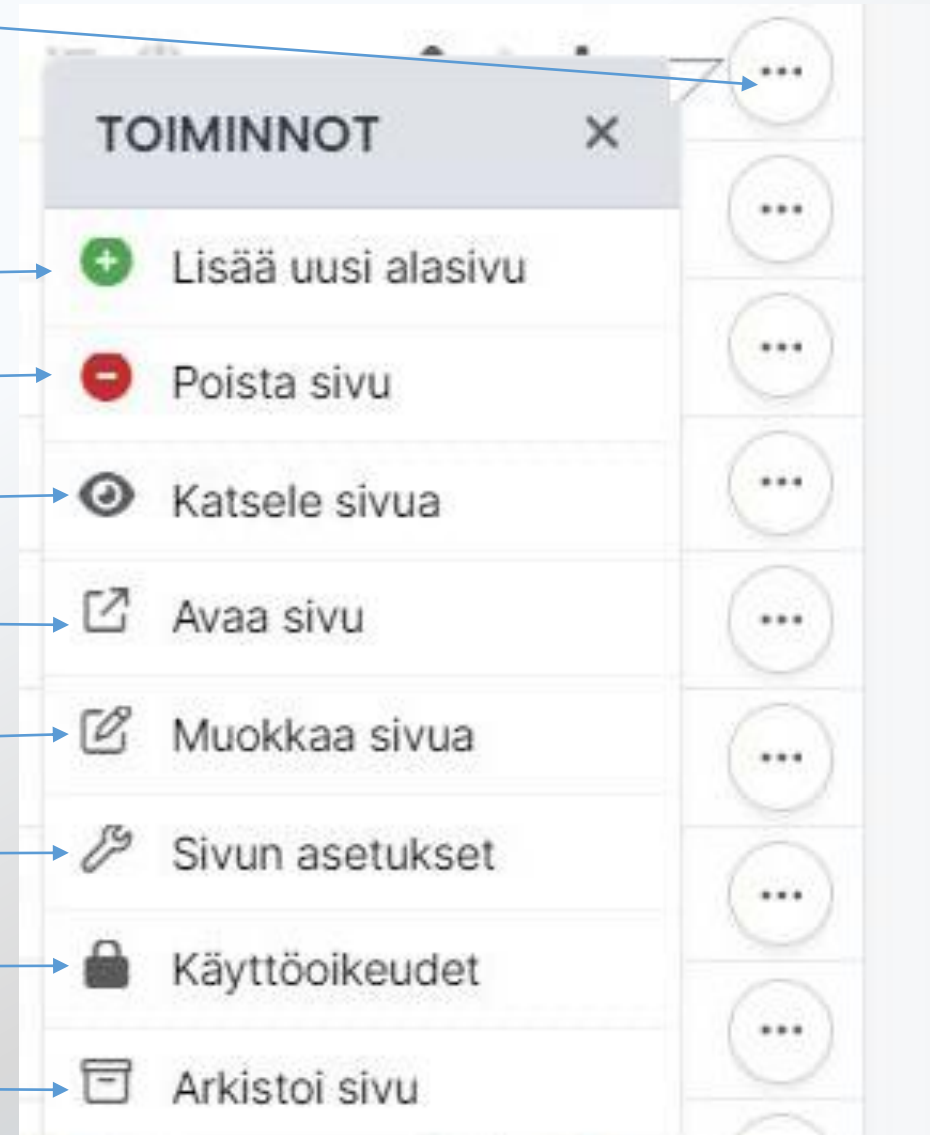 TOIMINNOT
Lisää uusi alasivu
Poista sivu
Katsele sivua
Avaa sivu
Muokkaa sivua
Sivun asetukset
Käyttöoikeudet
Arkistoi sivu